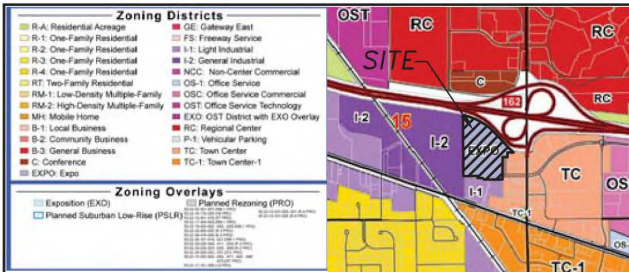 Zoning Districts
R-A: Residential Acreage
R-1: One-Family Residential
R-2: One-Family Residential
R-3: One-Family Residential
R-4: One-Family Residential
RT: Two-Family Residential
RM-1: Low-Density Multiple-Family
RM-2: High-Density Multiple-Family
MH: Mobile Home
B-1: Local Business
B-2: Community Business
B-3: General Business
C: Conference
EXPO: Expo
GE: Gateway East
FS: Freeway Service
I-1: Light Industrial
I-2: General Industrial
NCC: Non-Center Commercial
OS-1: Office Service
OSC: Office Service Commercial
OST: Office Service Technology
EXO: OST District with EXO Overlay
RC: Regional Center
P-1: Vehicular Parking
TC: Town Center
TC-1: Town Center-1
Zoning Overlays
Exposition (EXO)
Planned Suburban Low-Rise (PSLR)
Planned Rezoning (PRO)
OST
RC
RC
SITE
C
162
RC
I-2
15
I-2
EXPO
TC
OS
I-1
TC-1
OS-
TC-1